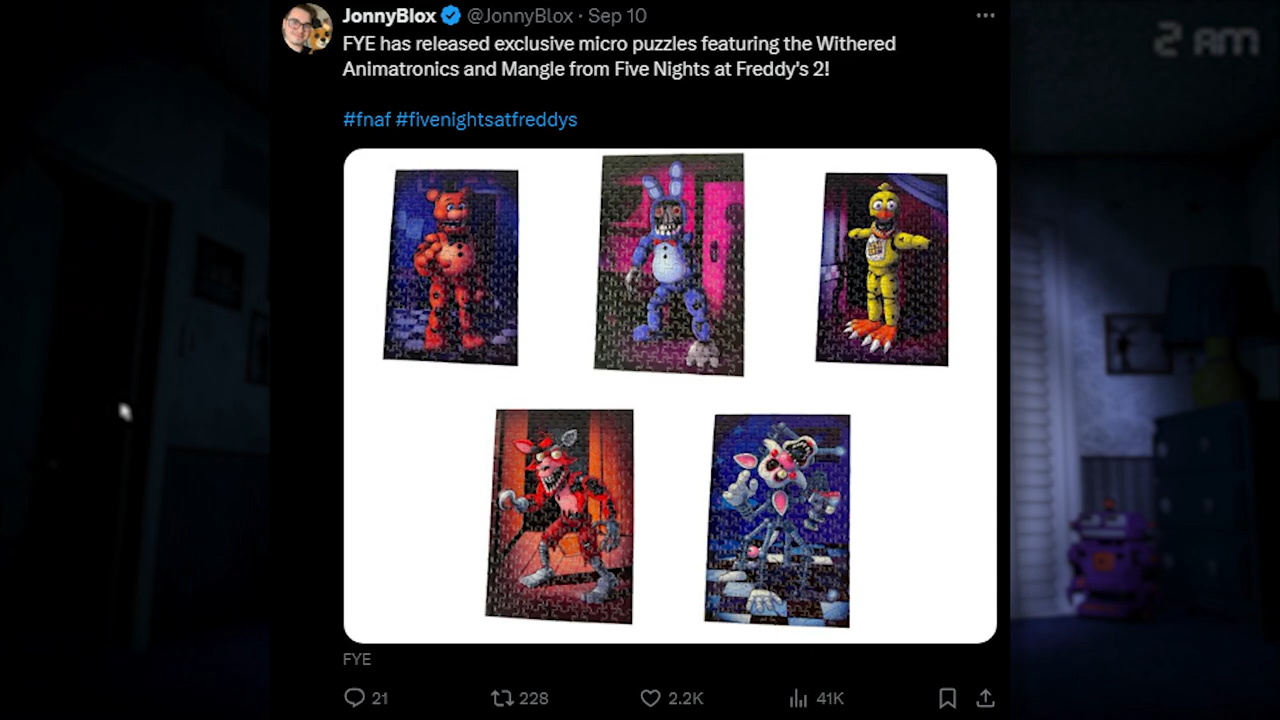 JonnyBlox @JonnyBlox · Sep 10
2 AM
FYE has released exclusive micro puzzles featuring the Withered
Animatronics and Mangle from Five Nights at Freddy's 2!
#fnaf #fivenightsatfreddys
FYE
21 228 2.2K 41K